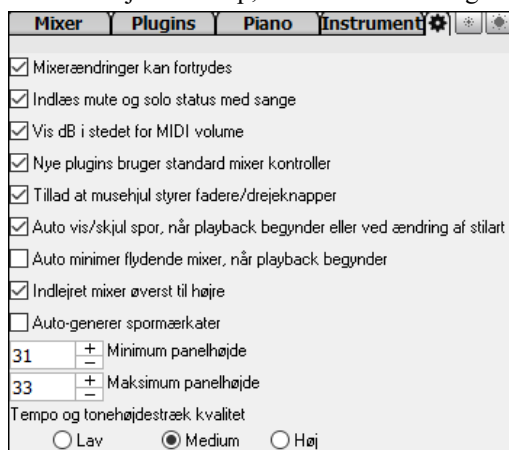 Mixer Plugins Piano Instrument
Mixerændringer kan fortrydes
Indlæs mute og solo status med sange
Vis dB i stedet for MIDI volume
Nye plugins bruger standard mixer kontroller
Tillad at musehjul styrer fadere/drejeknapper
Auto vis/skjul spor, når playback begynder eller ved ændring af stilart
Auto minimer flydende mixer, når playback begynder
Indlejret mixer øverst til højre
Auto-generer spormærkater
31 + − Minimum panelhøjde
33 + − Maksimum panelhøjde
Tempo og tonehøjdestræk kvalitet
Lav Medium Høj